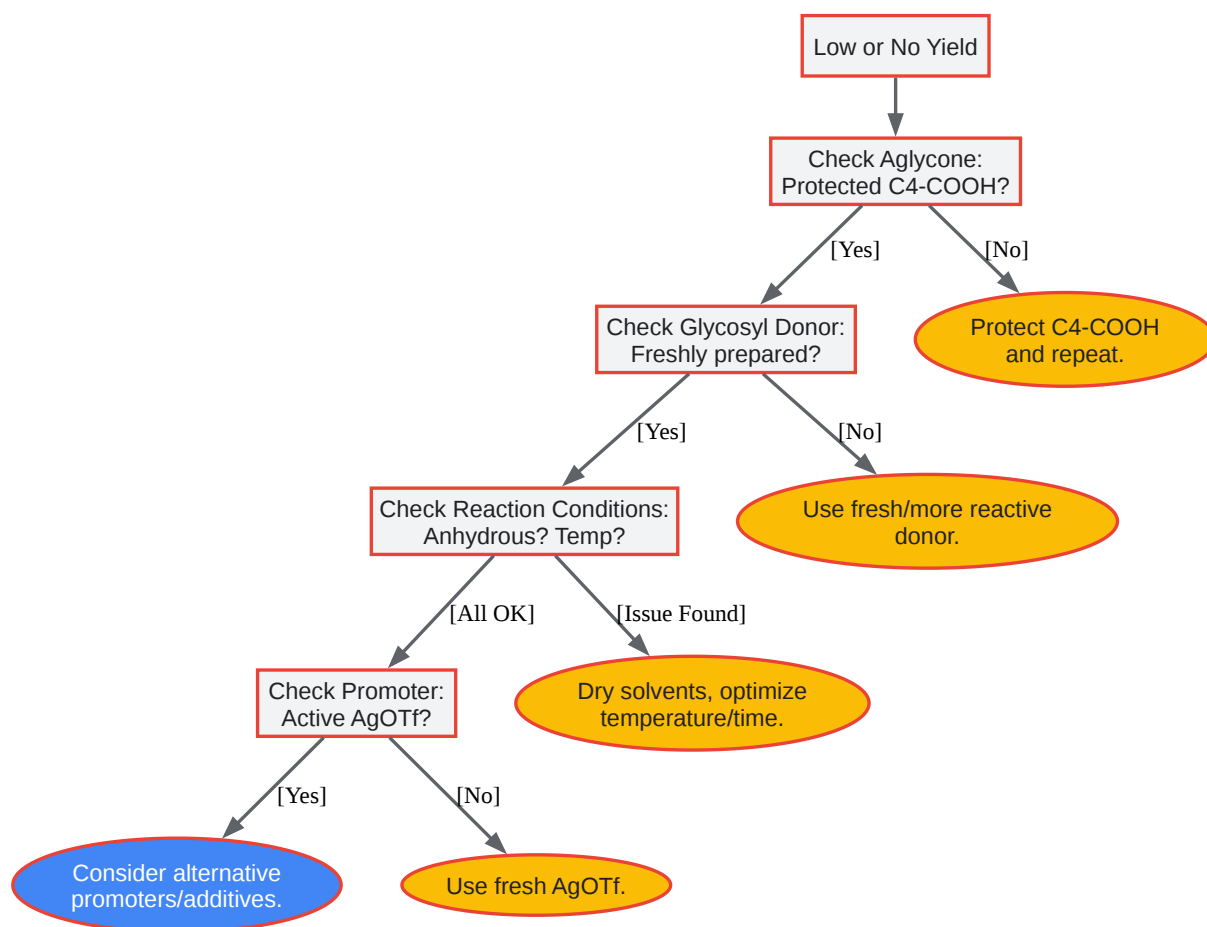 Low or No Yield
Check Aglycone:
Protected C4-COOH?
[Yes]
[No]
Check Glycosyl Donor:
Freshly prepared?
Protect C4-COOH
and repeat.
[Yes]
[No]
Check Reaction Conditions:
Anhydrous? Temp?
Use fresh/more reactive
donor.
[All OK]
[Issue Found]
Check Promoter:
Active AgOTf?
Dry solvents, optimize
temperature/time.
[Yes]
[No]
Consider alternative
promoters/additives.
Use fresh AgOTf.